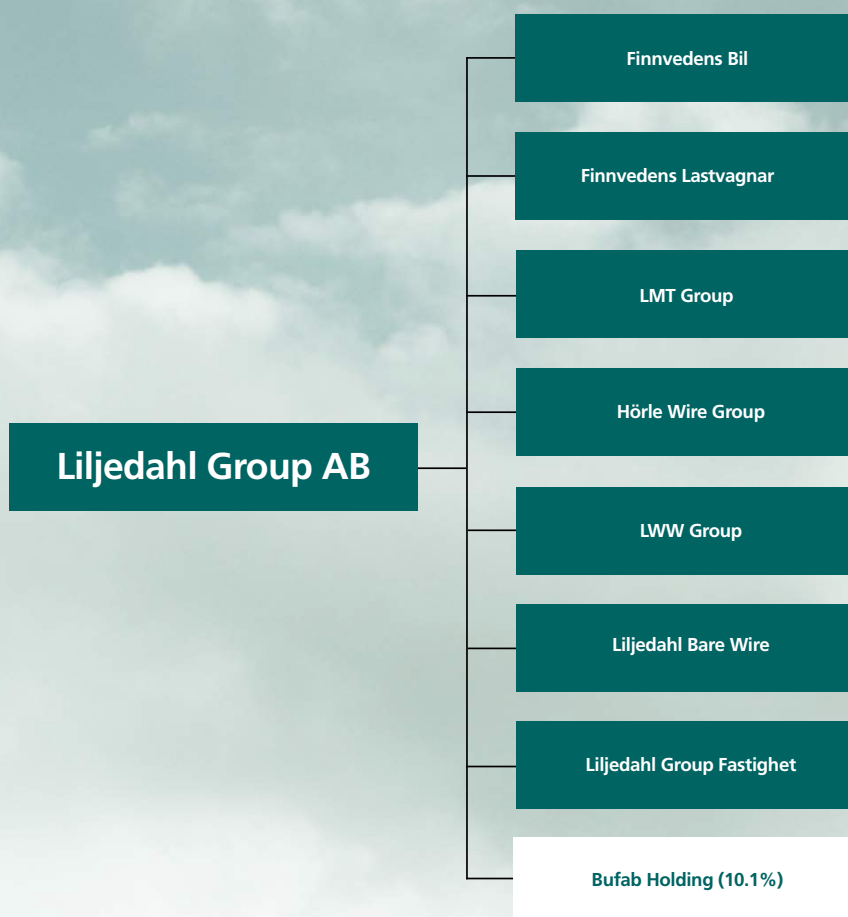 Finnvedens Bil
Finnvedens Lastvagnar
LMT Group
Hörle Wire Group
Liljedahl Group AB
LWW Group
Liljedahl Bare Wire
Liljedahl Group Fastighet
Bufab Holding (10.1%)